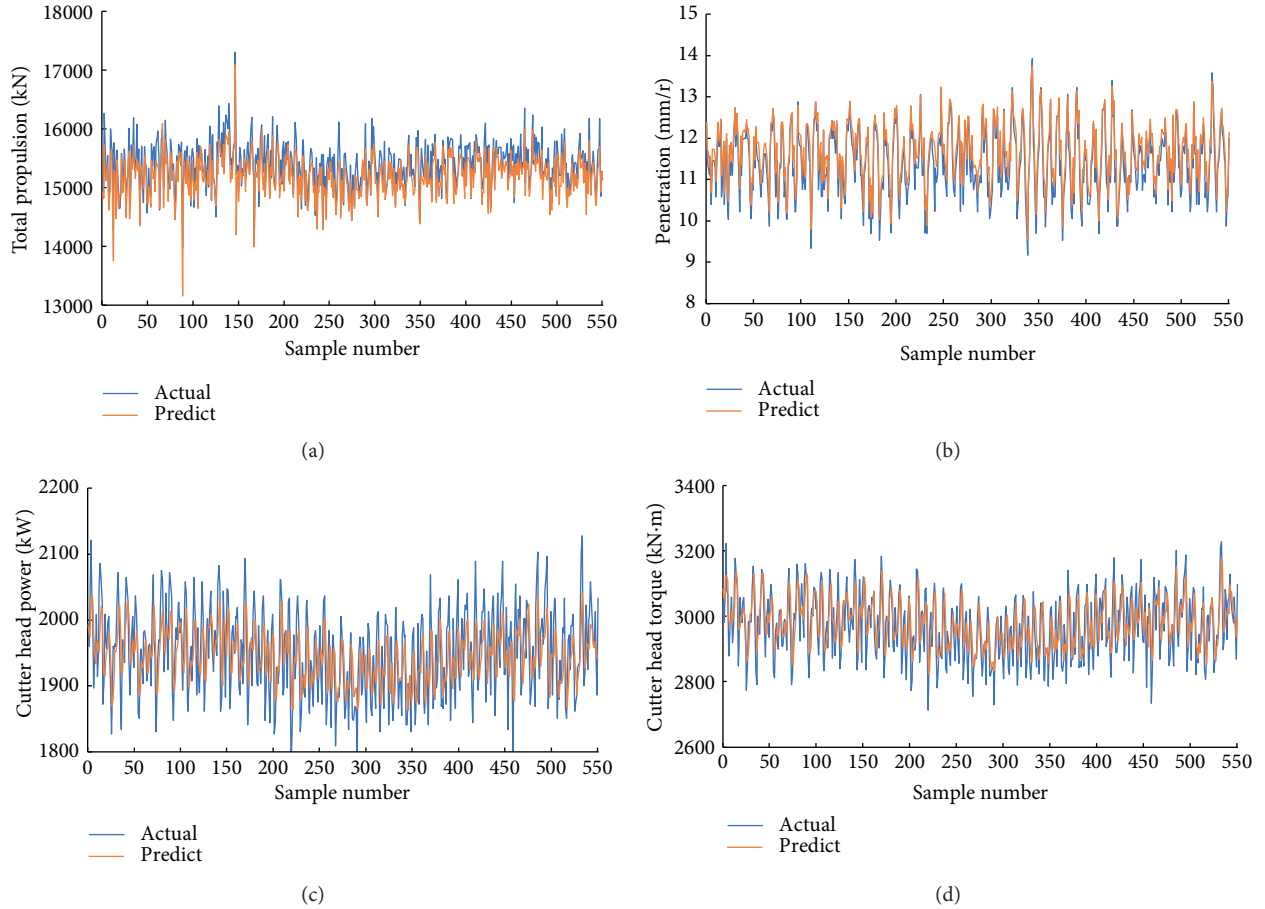 Total propulsion (kN)
18000
17000
16000
15000
14000
13000
0 50 100 150 200 250 300 350 400 450 500 550
Sample number
Actual
Predict
(a)
Penetration (mm/r)
15
14
13
12
11
10
9
8
0 50 100 150 200 250 300 350 400 450 500 550
Sample number
Actual
Predict
(b)
Cutter head power (kW)
2200
2100
2000
1900
1800
0 50 100 150 200 250 300 350 400 450 500 550
Sample number
Actual
Predict
(c)
Cutter head torque (kN·m)
3400
3200
3000
2800
2600
0 50 100 150 200 250 300 350 400 450 500 550
Sample number
Actual
Predict
(d)